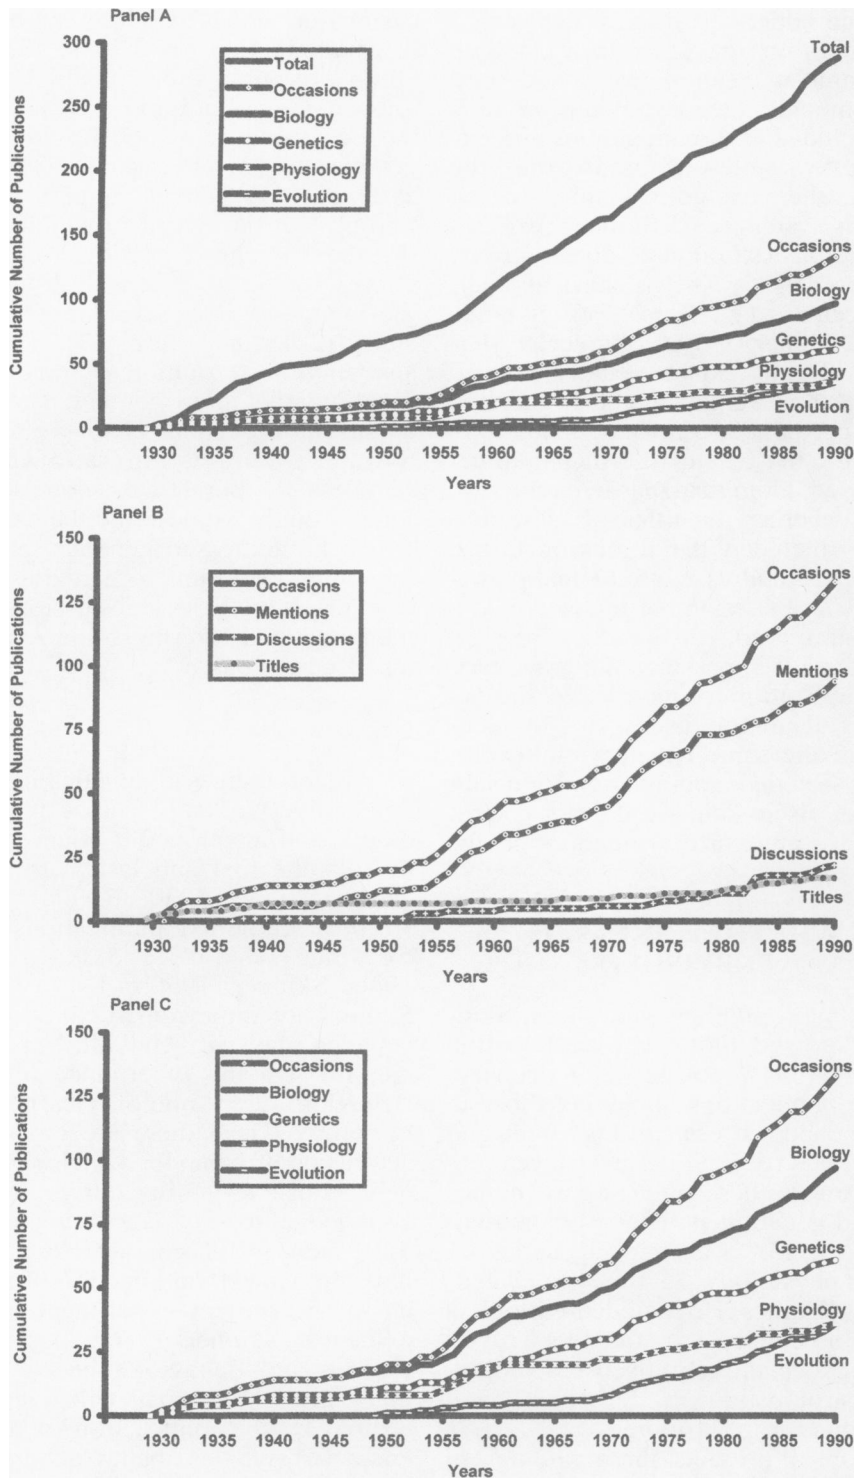 Panel A
300
250
200
150
100
50
0
Cumulative Number of Publications
Total
Occasions
Biology
Genetics
Physiology
Evolution
Total
Occasions
Biology
Genetics
Physiology
Evolution
1930 1935 1940 1945 1950 1955 1960 1965 1970 1975 1980 1985 1990
Years
Panel B
150
125
100
75
50
25
0
Cumulative Number of Publications
Occasions
Mentions
Discussions
Titles
Occasions
Mentions
Discussions
Titles
1930 1935 1940 1945 1950 1955 1960 1965 1970 1975 1980 1985 1990
Years
Panel C
150
125
100
75
50
25
0
Cumulative Number of Publications
Occasions
Biology
Genetics
Physiology
Evolution
Occasions
Biology
Genetics
Physiology
Evolution
1930 1935 1940 1945 1950 1955 1960 1965 1970 1975 1980 1985 1990
Years